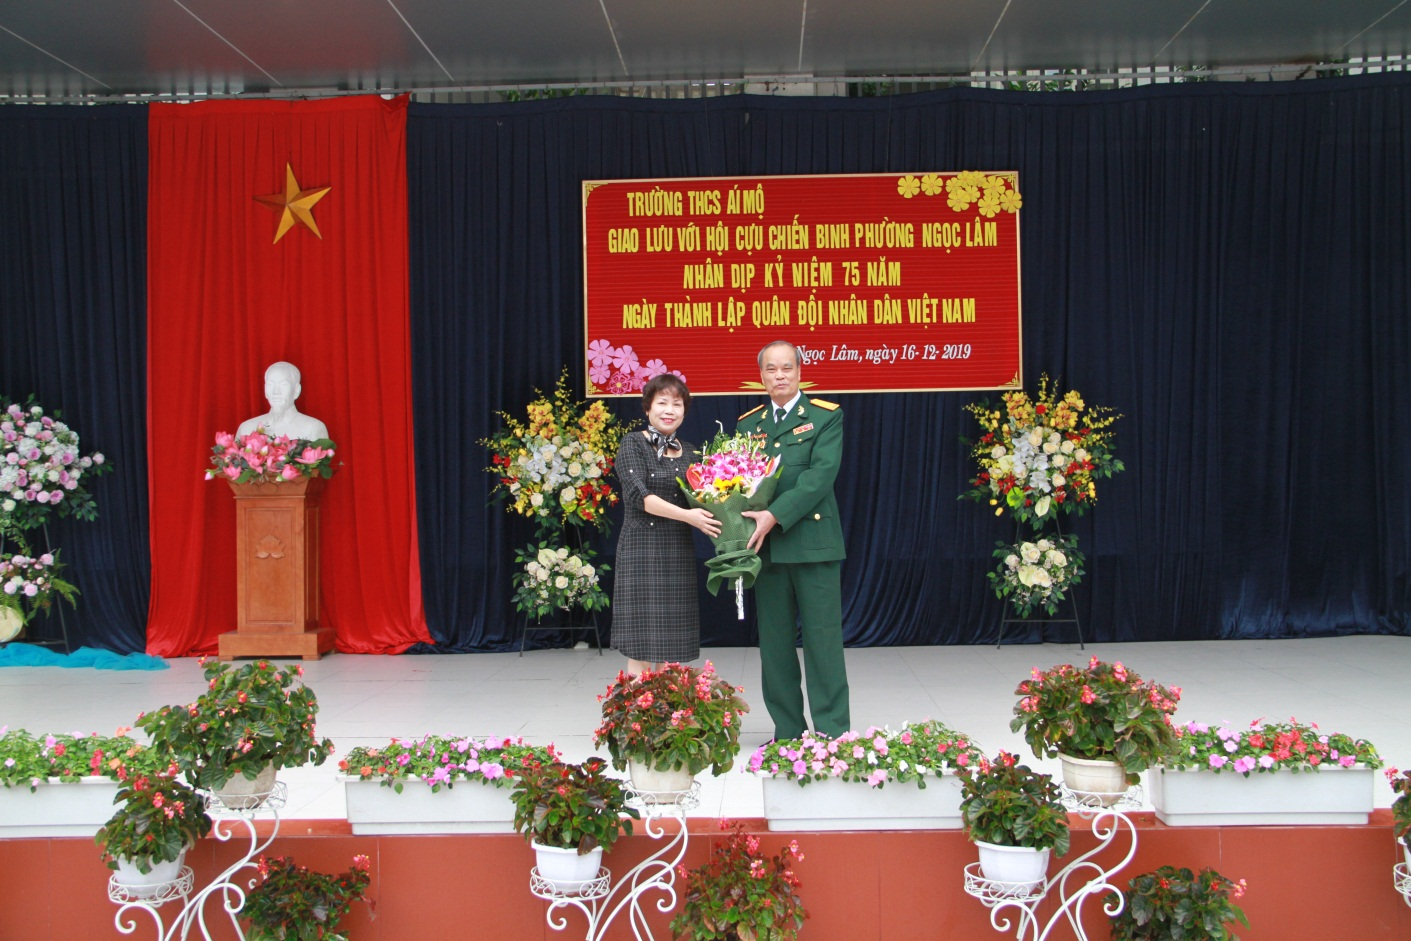 TRƯỜNG THCS ÁI MỘ
GIAO LƯU VỚI HỘI CỰU CHIẾN BINH PHƯỜNG NGỌC LÂM
NHÂN DỊP KỶ NIỆM 75 NĂM
NGÀY THÀNH LẬP QUÂN ĐỘI NHÂN DÂN VIỆT NAM
Ngọc Lâm, ngày 16-12-2019